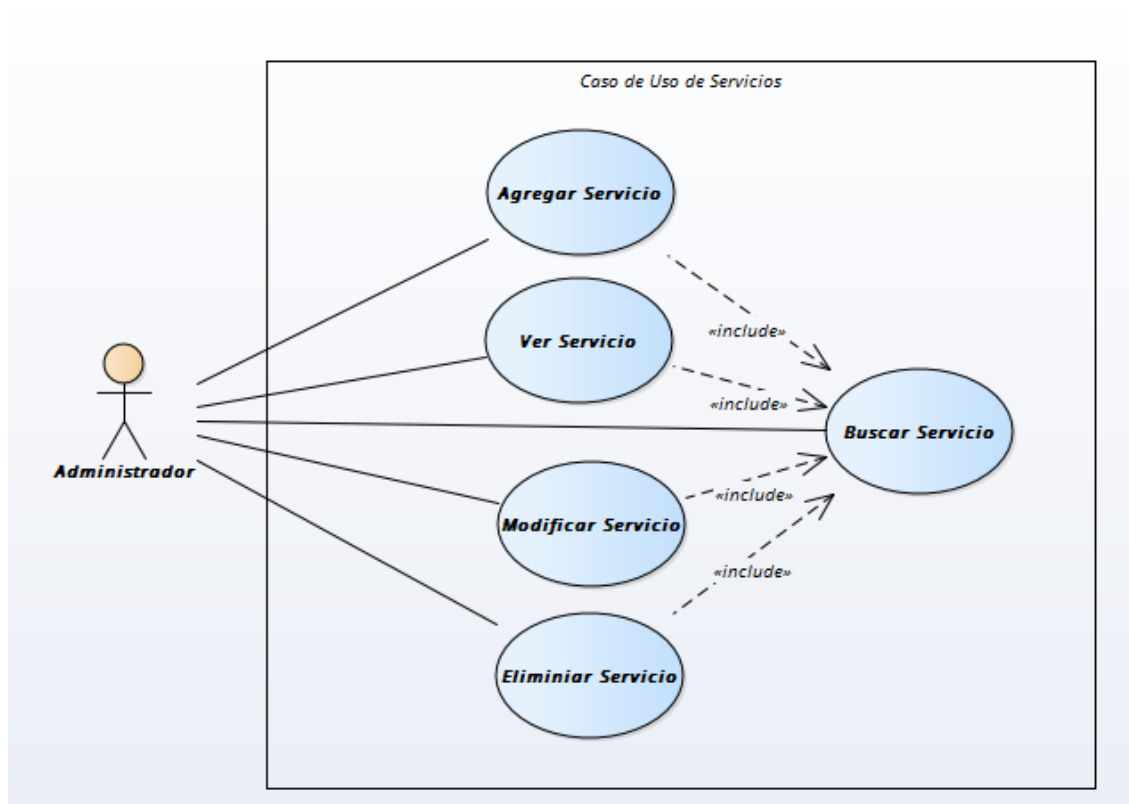 Caso de Uso de Servicios
Agregar Servicio
«include»
Ver Servicio
«include»
Buscar Servicio
Administrador
Modificar Servicio
«include»
«include»
Eliminiar Servicio